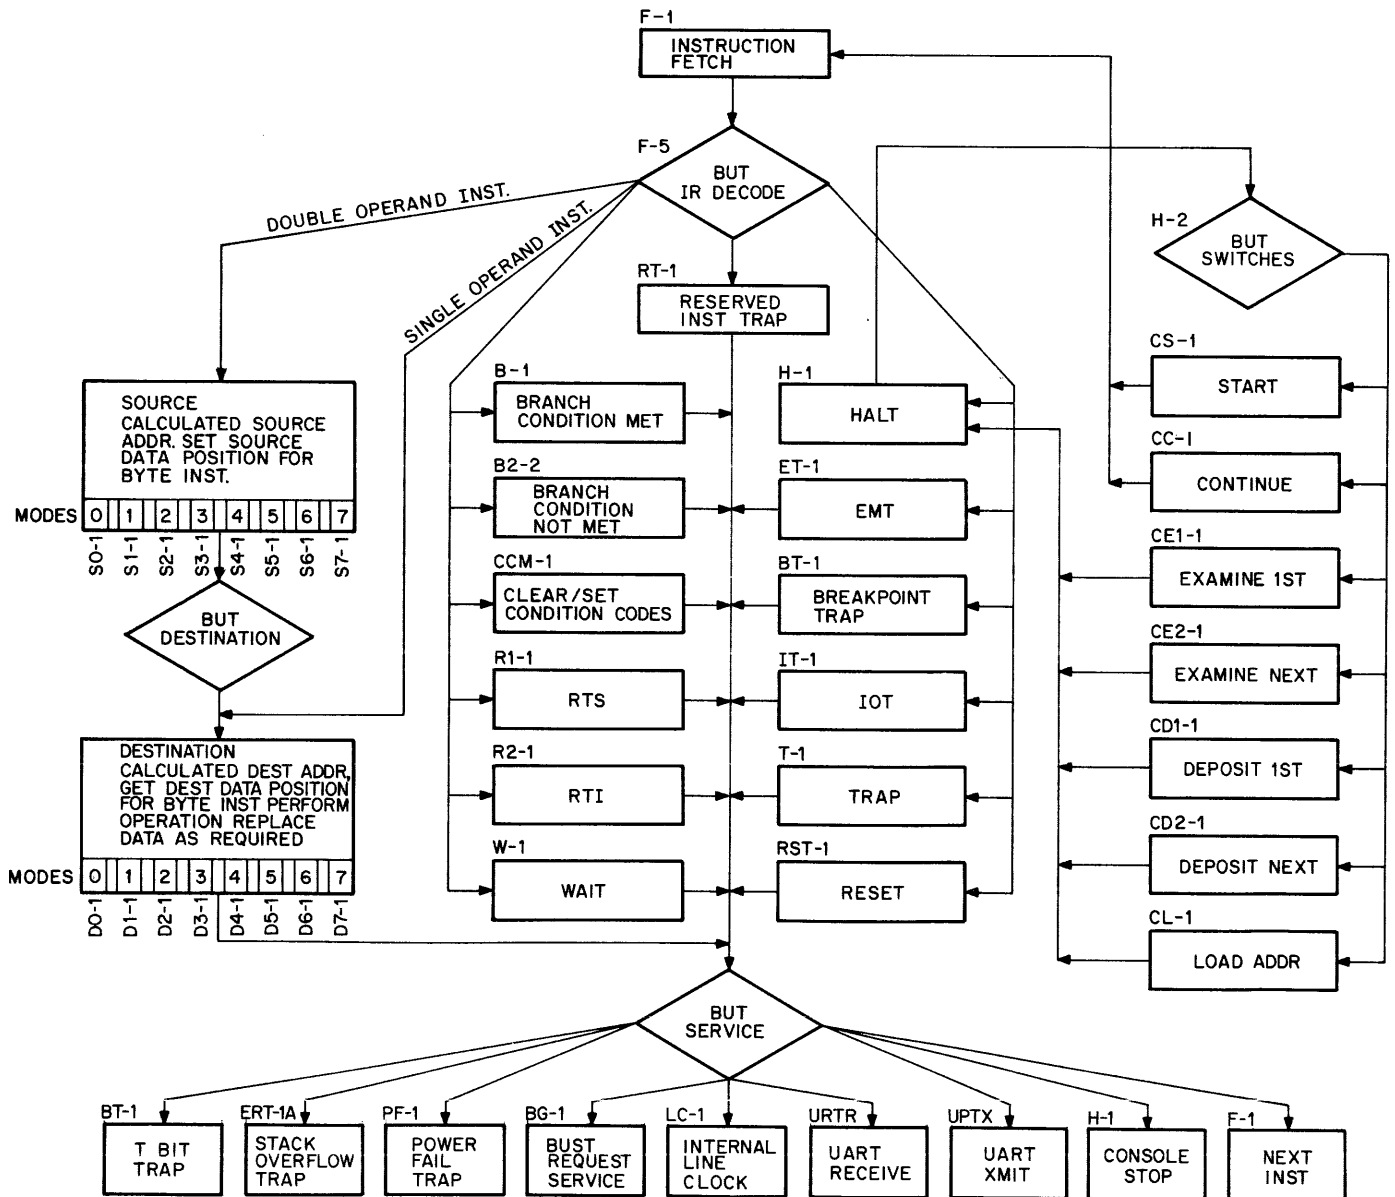 F-1
INSTRUCTION
FETCH
F-5
BUT
IR DECODE
DOUBLE OPERAND INST.
SINGLE OPERAND INST.
H-2
BUT
SWITCHES
RT-1
RESERVED
INST TRAP
SOURCE
CALCULATED SOURCE
ADDR. SET SOURCE
DATA POSITION FOR
BYTE INST.
MODES 0 1 2 3 4 5 6 7
S0-1 S1-1 S2-1 S3-1 S4-1 S5-1 S6-1 S7-1
BUT
DESTINATION
DESTINATION
CALCULATED DEST ADDR,
GET DEST DATA POSITION
FOR BYTE INST PERFORM
OPERATION REPLACE
DATA AS REQUIRED
MODES 0 1 2 3 4 5 6 7
D0-1 D1-1 D2-1 D3-1 D4-1 D5-1 D6-1 D7-1
B-1
BRANCH
CONDITION MET
B2-2
BRANCH
CONDITION
NOT MET
CCM-1
CLEAR/SET
CONDITION CODES
R1-1
RTS
R2-1
RTI
W-1
WAIT
H-1
HALT
ET-1
EMT
BT-1
BREAKPOINT
TRAP
IT-1
IOT
T-1
TRAP
RST-1
RESET
CS-1
START
CC-1
CONTINUE
CE1-1
EXAMINE 1ST
CE2-1
EXAMINE NEXT
CD1-1
DEPOSIT 1ST
CD2-1
DEPOSIT NEXT
CL-1
LOAD ADDR
BUT
SERVICE
BT-1
T BIT
TRAP
ERT-1A
STACK
OVERFLOW
TRAP
PF-1
POWER
FAIL
TRAP
BG-1
BUST
REQUEST
SERVICE
LC-1
INTERNAL
LINE
CLOCK
URTR
UART
RECEIVE
UPTX
UART
XMIT
H-1
CONSOLE
STOP
F-1
NEXT
INST